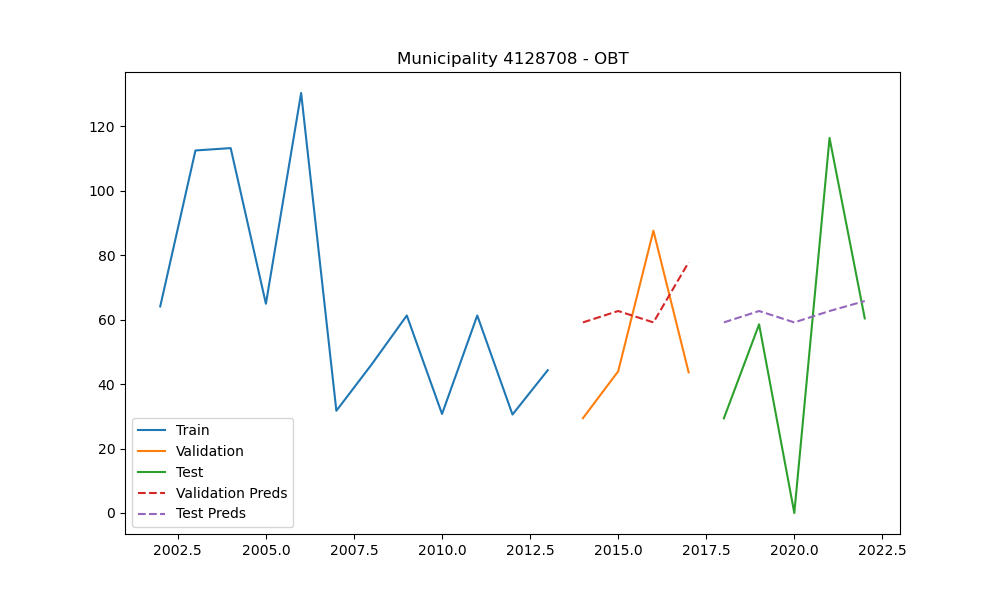 Municipality 4128708 - OBT
120
100
80
60
40
20
0
Train
Validation
Test
Validation Preds
Test Preds
2002.5 2005.0 2007.5 2010.0 2012.5 2015.0 2017.5 2020.0 2022.5